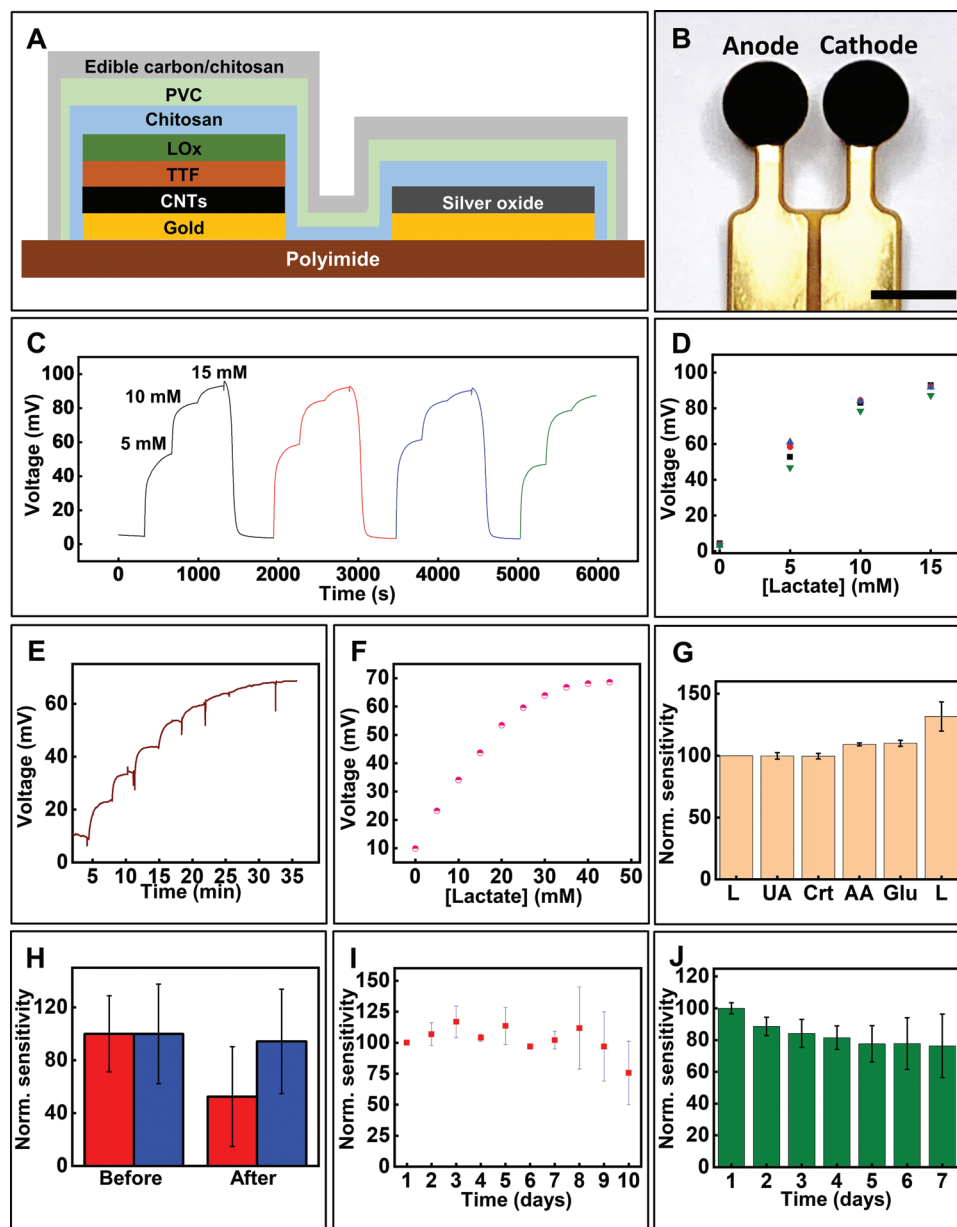 A
Edible carbon/chitosan
PVC
Chitosan
LOx
TTF
CNTs
Gold
Silver oxide
Polyimide
B
Anode Cathode
C
100
80
60
40
20
0
Voltage (mV)
5 mM
10 mM
15 mM
0 1000 2000 3000 4000 5000 6000
Time (s)
D
100
80
60
40
20
0
Voltage (mV)
0 5 10 15
[Lactate] (mM)
E
60
40
20
0
Voltage (mV)
5 10 15 20 25 30 35
Time (min)
F
70
60
50
40
30
20
10
Voltage (mV)
0 10 20 30 40 50
[Lactate] (mM)
G
150
100
50
0
Norm. sensitivity
L UA Crt AA Glu L
H
120
80
40
0
Norm. sensitivity
Before After
I
150
125
100
75
50
25
0
Norm. sensitivity
1 2 3 4 5 6 7 8 9 10
Time (days)
J
120
100
80
60
40
20
0
Norm. sensitivity
1 2 3 4 5 6 7
Time (days)